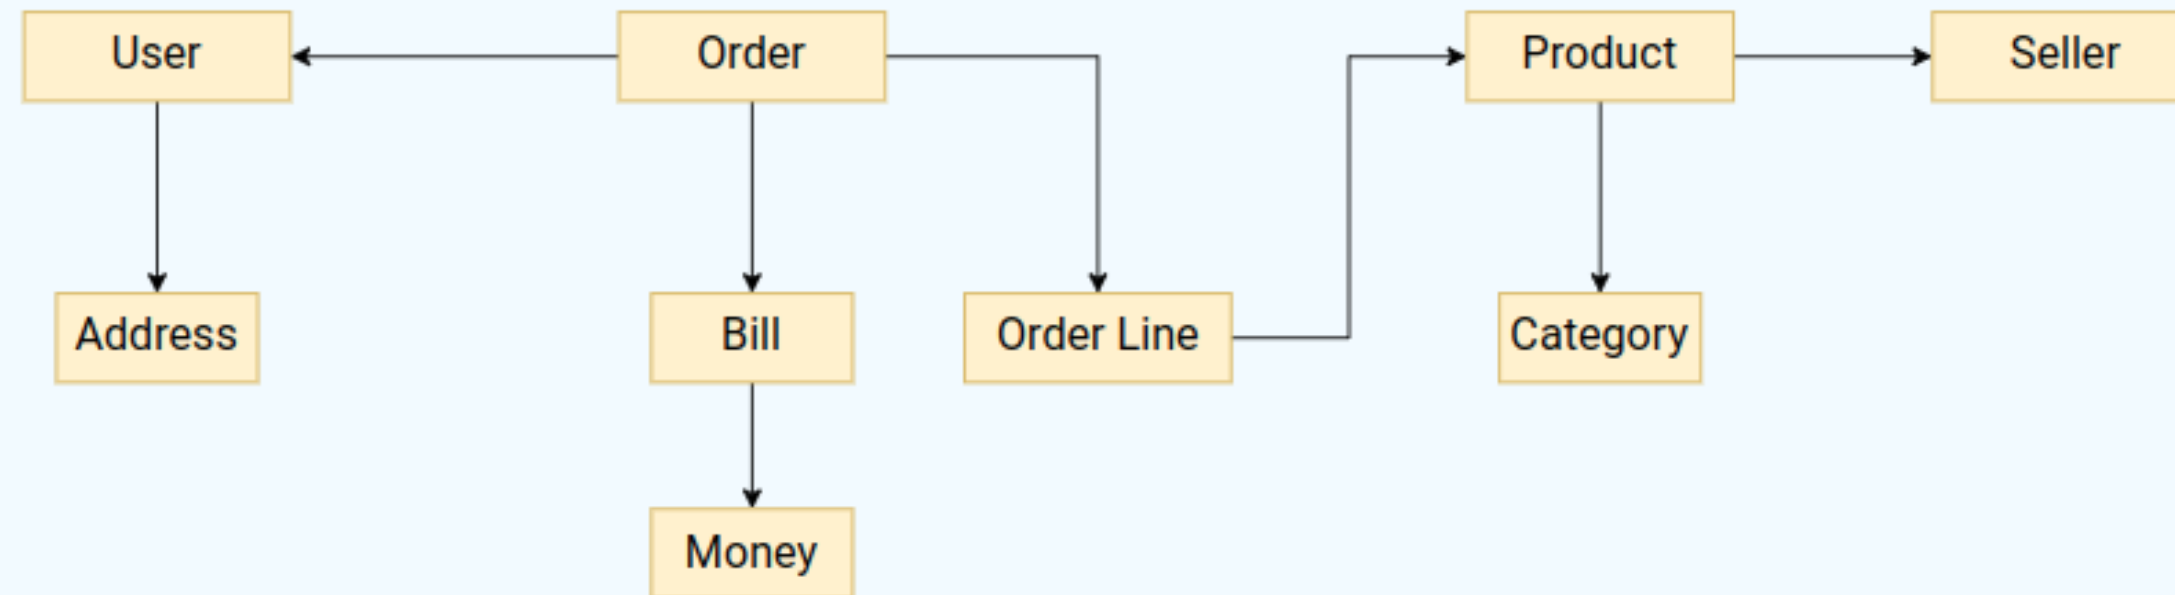 User
Order
Product
Seller
Address
Bill
Order Line
Category
Money